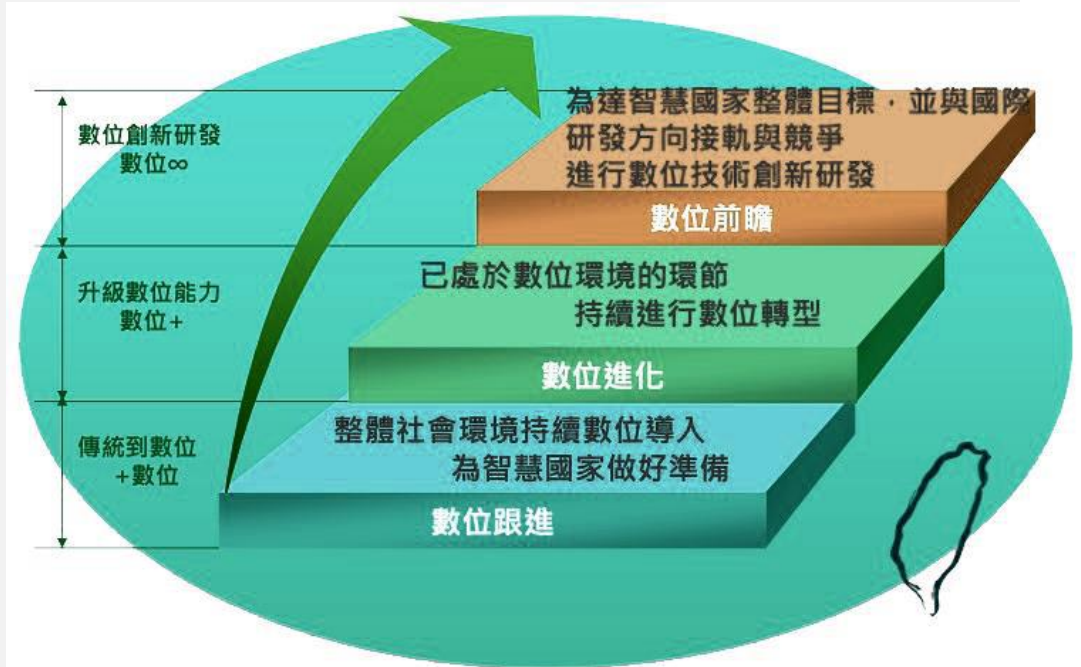 數位創新研發
數位∞
為達智慧國家整體目標，並與國際
研發方向接軌與競爭
進行數位技術創新研發
數位前瞻
升級數位能力
數位+
已處於數位環境的環節
持續進行數位轉型
數位進化
傳統到數位
+數位
整體社會環境持續數位導入
為智慧國家做好準備
數位跟進